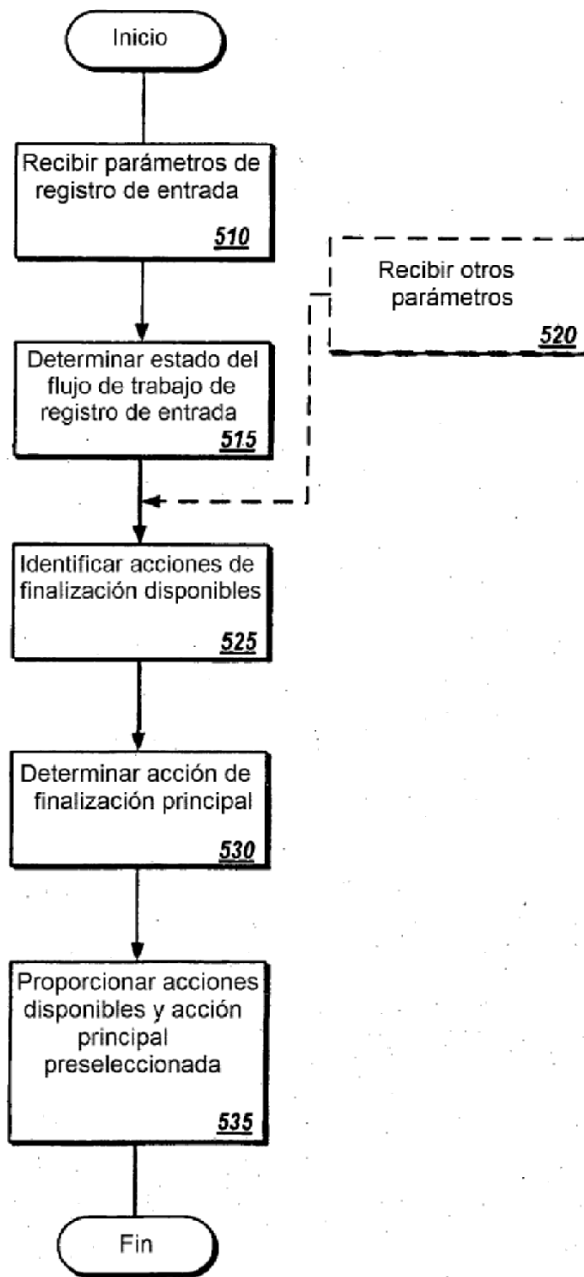 Inicio
Recibir parámetros de
registro de entrada
510
Recibir otros
parámetros
520
Determinar estado del
flujo de trabajo de
registro de entrada
515
Identificar acciones de
finalización disponibles
525
Determinar acción de
finalización principal
530
Proporcionar acciones
disponibles y acción
principal
preseleccionada
535
Fin